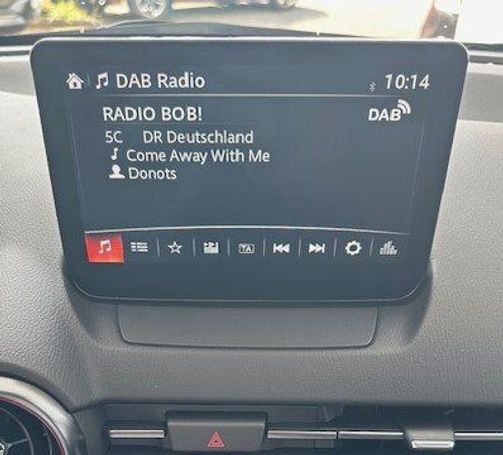 DAB Radio 10:14
RADIO BOB! DAB
5C DR Deutschland
Come Away With Me
Donots
TA